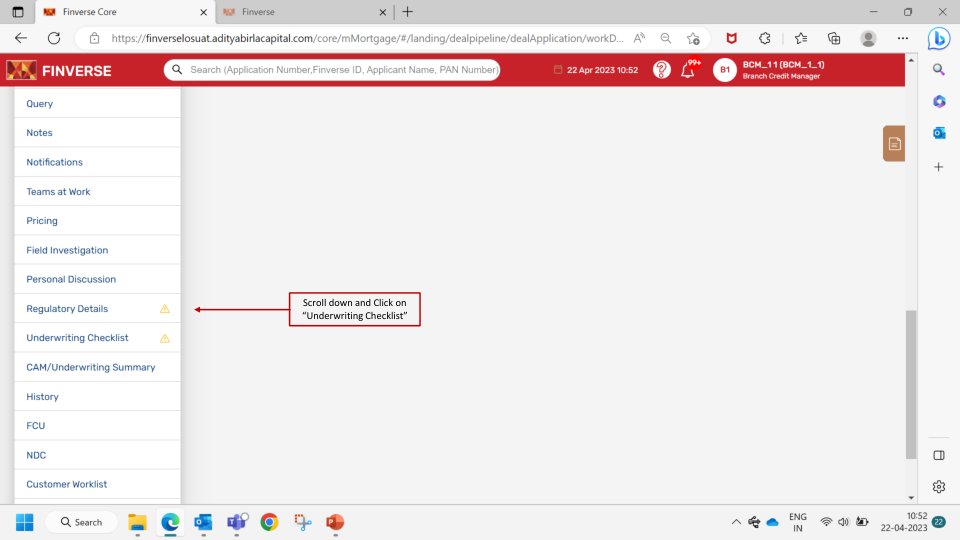 Finverse Core
Finverse
https://finverselosuat.adityabirlacapital.com/core/mMortgage/#/landing/dealpipeline/dealApplication/workD...
FINVERSE
Search (Application Number,Finverse ID, Applicant Name, PAN Number)
22 Apr 2023 10:52
99+
B1
BCM_1 1 (BCM_1_1)
Branch Credit Manager
Query
Notes
Notifications
Teams at Work
Pricing
Field Investigation
Personal Discussion
Regulatory Details
Underwriting Checklist
CAM/Underwriting Summary
History
FCU
NDC
Customer Worklist
Scroll down and Click on
“Underwriting Checklist”
Search
ENG
IN
10:52
22-04-2023
22